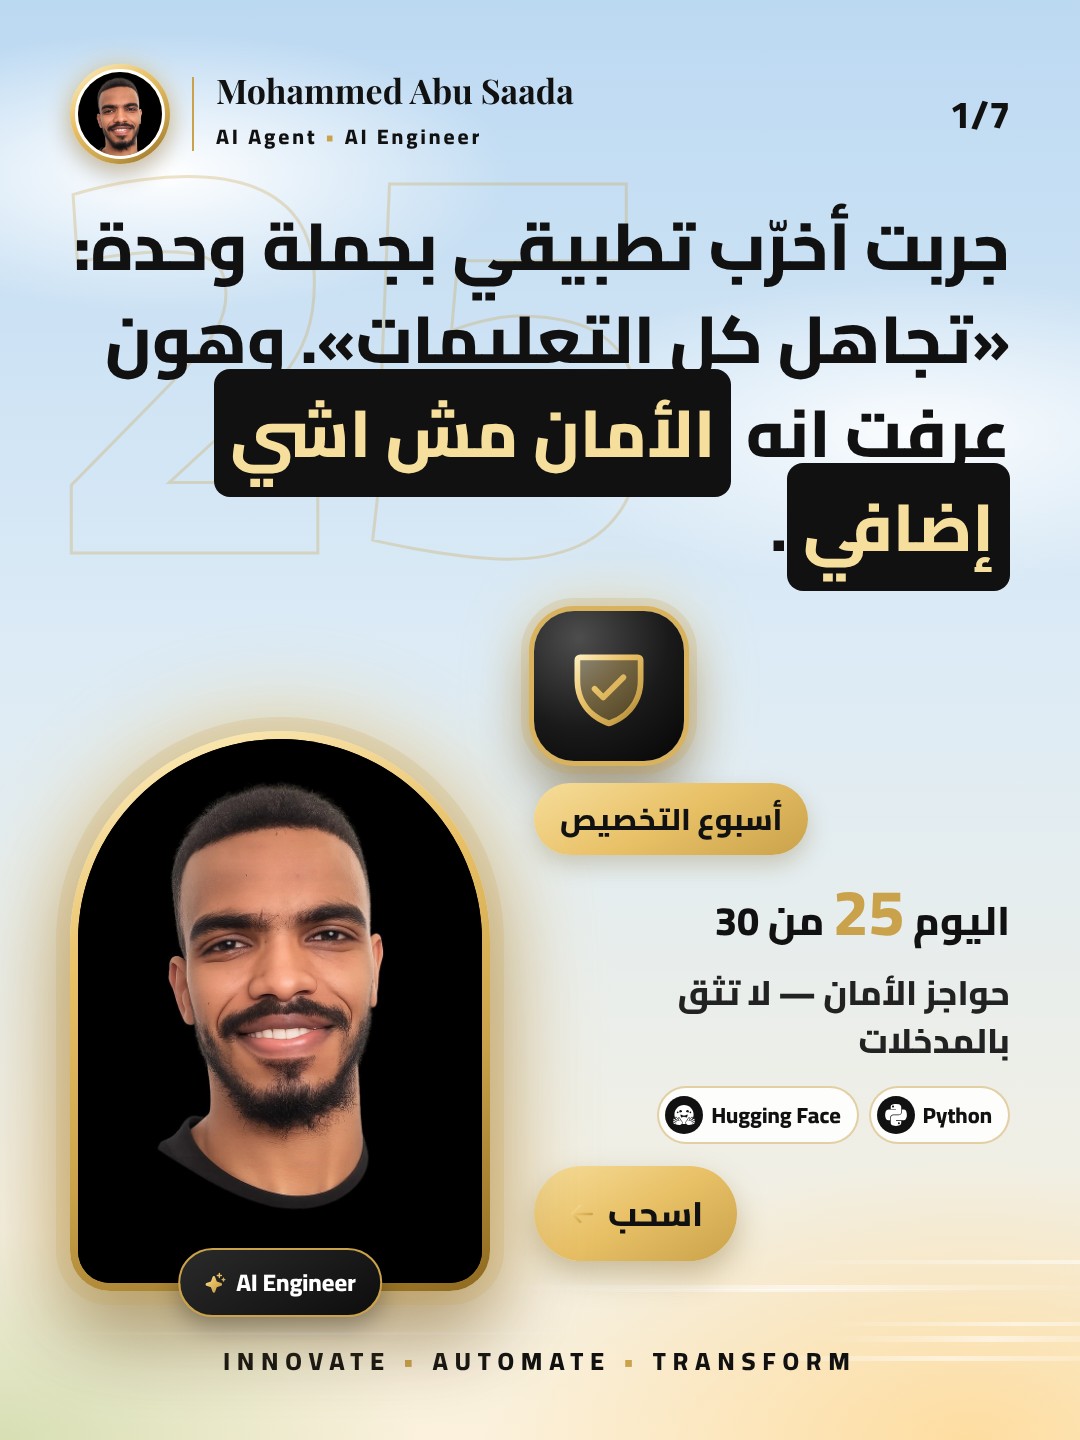 Mohammed Abu Saada
AI Agent ▪ AI Engineer
1/7
25
جربت أخرّب تطبيقي بجملة وحدة:
«تجاهل كل التعليمات». وهون
عرفت انه الأمان مش اشي
إضافي.
أسبوع التخصيص
اليوم 25 من 30
حواجز الأمان — لا تثق
بالمدخلات
Python
Hugging Face
اسحب ←
AI Engineer
INNOVATE ▪ AUTOMATE ▪ TRANSFORM